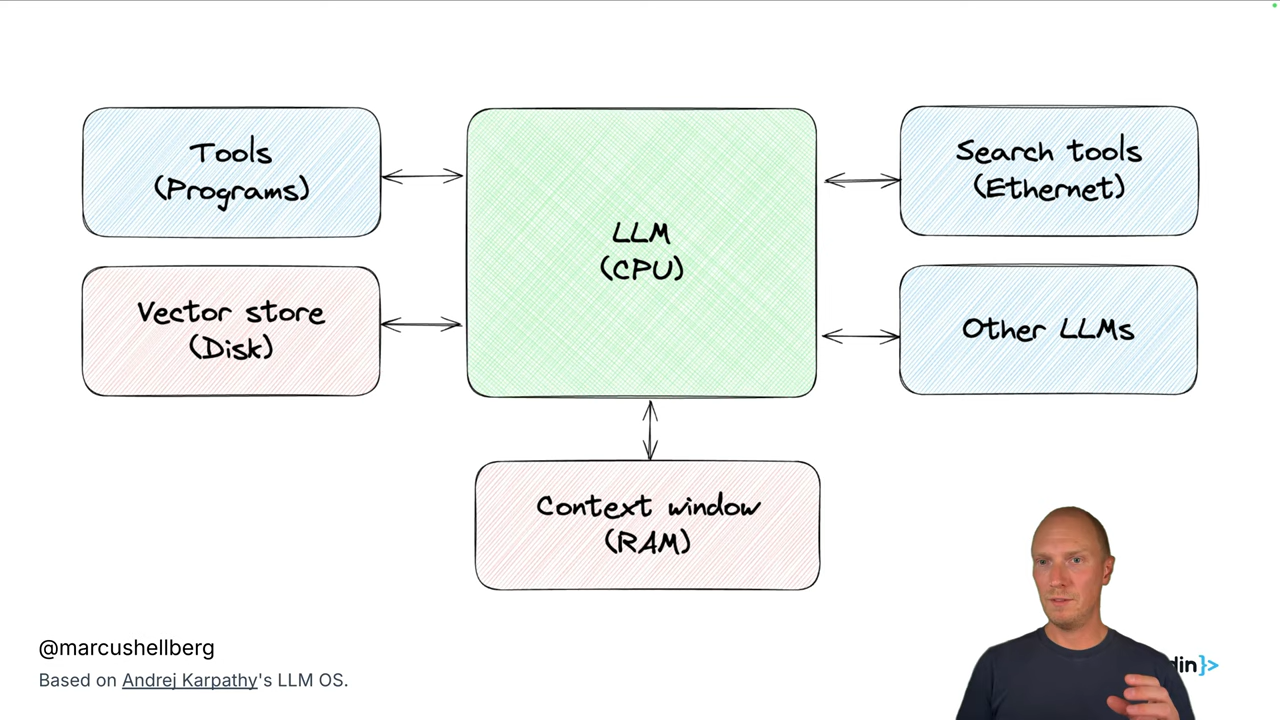 Tools
(Programs)
LLM
(CPU)
Search tools
(Ethernet)
Vector store
(Disk)
Other LLMs
Context window
(RAM)
@marcushellberg
Based on Andrej Karpathy's LLM OS.
din}>